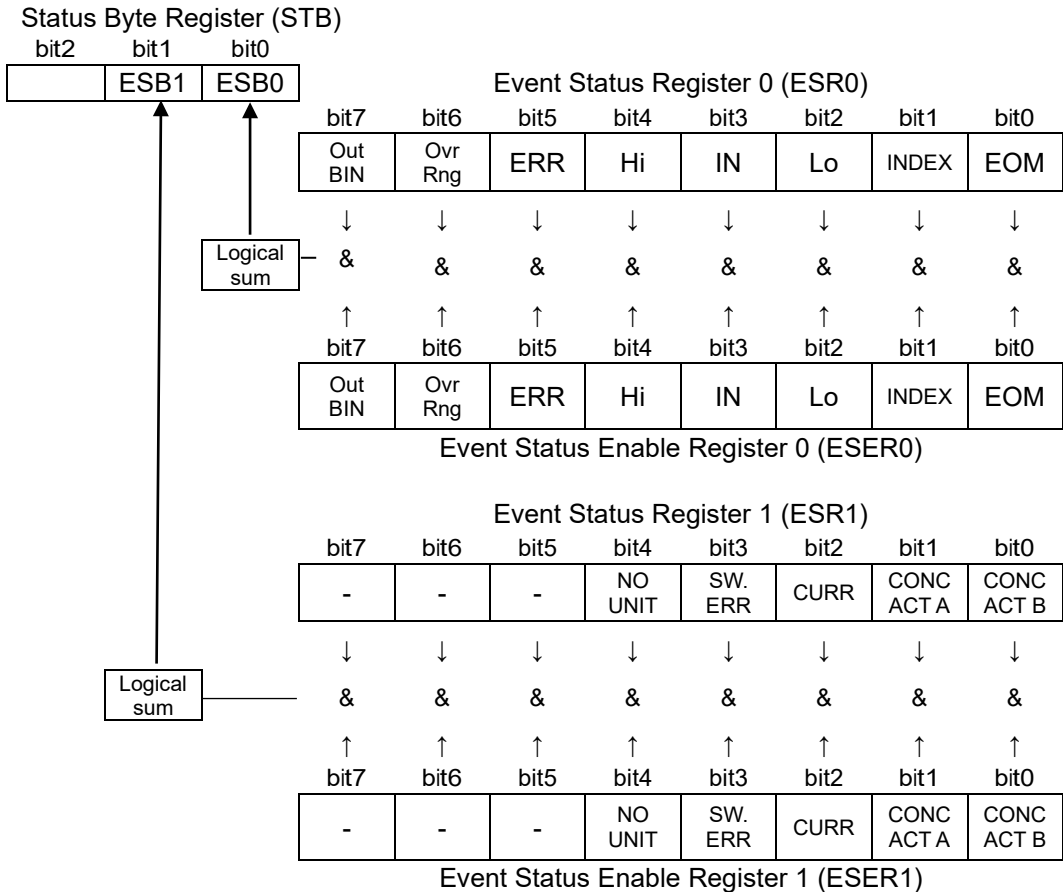 Status Byte Register (STB)
bit2 bit1 bit0
ESB1 ESB0
Event Status Register 0 (ESR0)
bit7 bit6 bit5 bit4 bit3 bit2 bit1 bit0
Out BIN Ovr Rng ERR Hi IN Lo INDEX EOM
↓ ↓ ↓ ↓ ↓ ↓ ↓ ↓
Logical sum & & & & & & & &
↑ ↑ ↑ ↑ ↑ ↑ ↑ ↑
bit7 bit6 bit5 bit4 bit3 bit2 bit1 bit0
Out BIN Ovr Rng ERR Hi IN Lo INDEX EOM
Event Status Enable Register 0 (ESER0)
Event Status Register 1 (ESR1)
bit7 bit6 bit5 bit4 bit3 bit2 bit1 bit0
- - - NO UNIT SW. ERR CURR CONC ACT A CONC ACT B
↓ ↓ ↓ ↓ ↓ ↓ ↓ ↓
Logical sum & & & & & & & &
↑ ↑ ↑ ↑ ↑ ↑ ↑ ↑
bit7 bit6 bit5 bit4 bit3 bit2 bit1 bit0
- - - NO UNIT SW. ERR CURR CONC ACT A CONC ACT B
Event Status Enable Register 1 (ESER1)